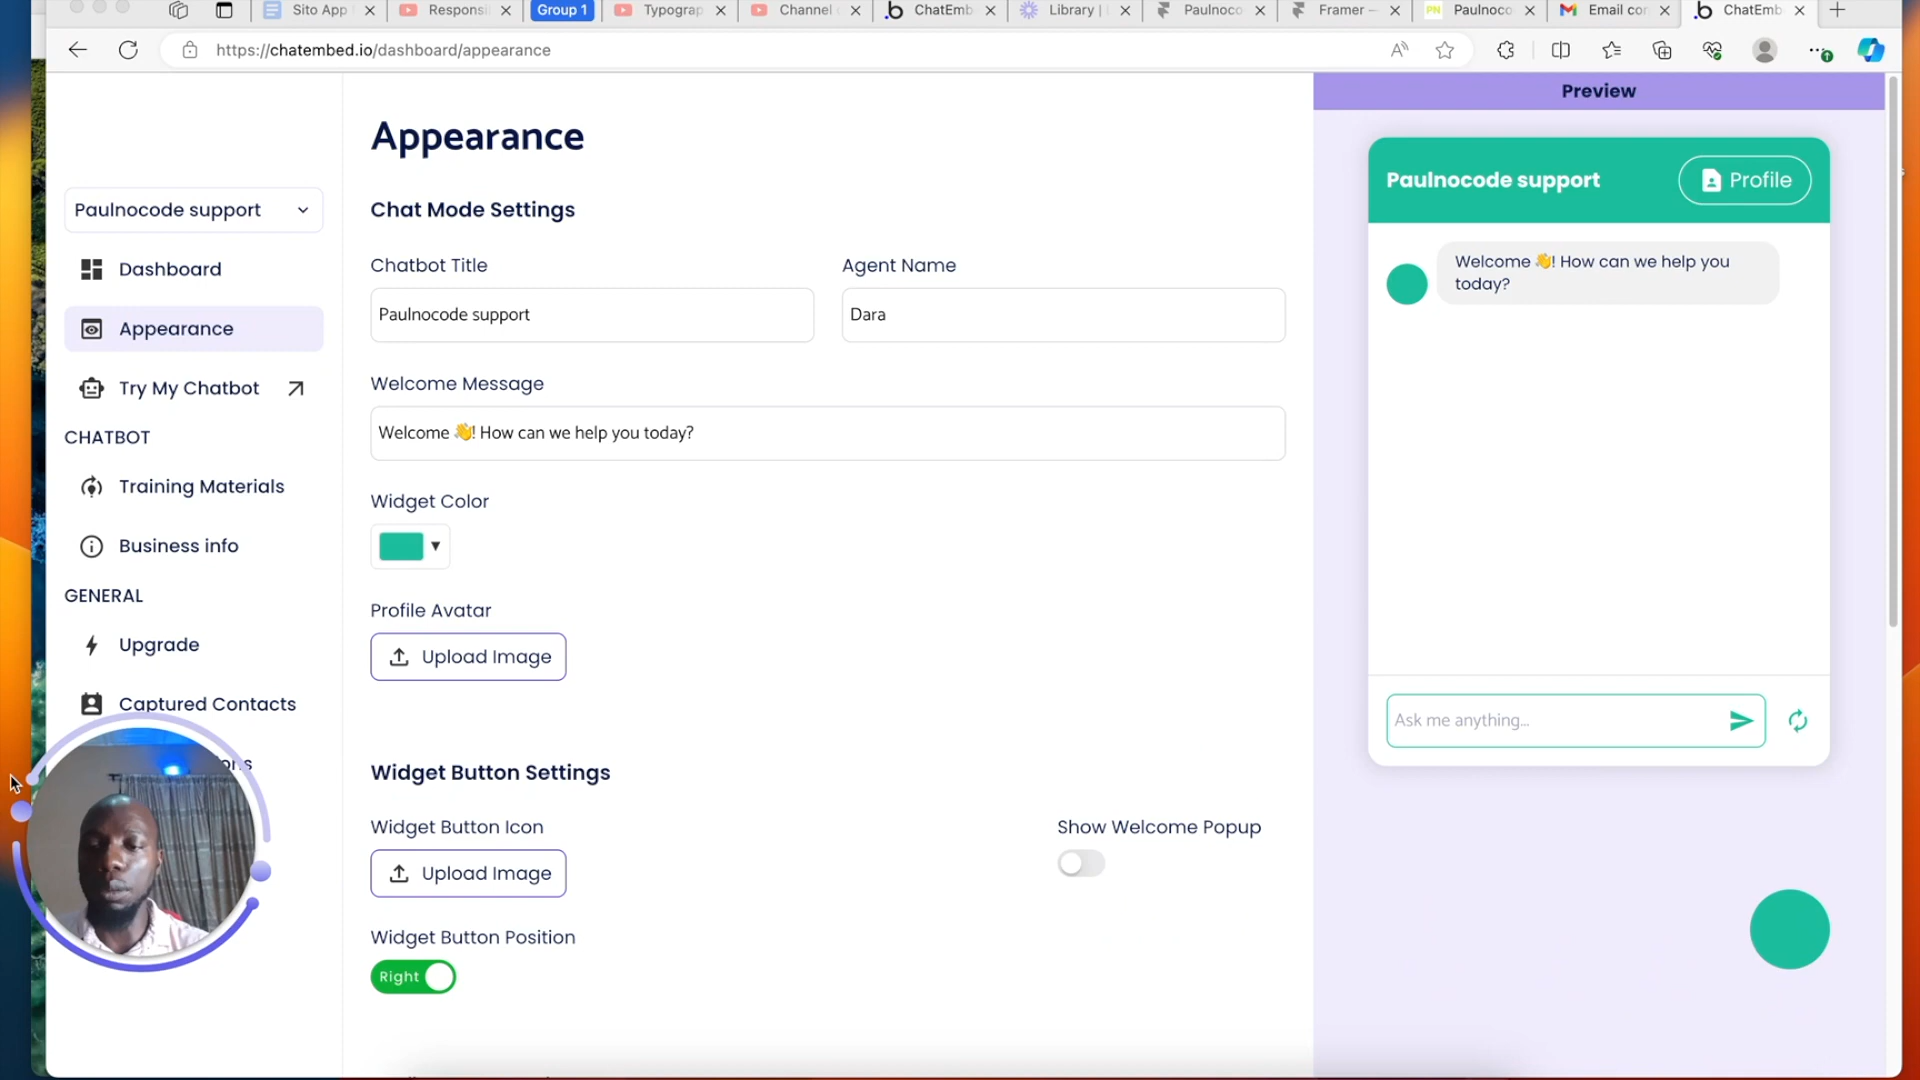 Sito App
Responsi
Group 1
Typograp
Channel
ChatEmb
Library |
Paulnoco
Framer —
PN Paulnoco
Email con
ChatEmb
https://chatembed.io/dashboard/appearance
Paulnocode support
Dashboard
Appearance
Try My Chatbot
CHATBOT
Training Materials
Business info
GENERAL
Upgrade
Captured Contacts
ons
Appearance
Chat Mode Settings
Chatbot Title
Agent Name
Paulnocode support
Dara
Welcome Message
Welcome 👋! How can we help you today?
Widget Color
Profile Avatar
Upload Image
Widget Button Settings
Widget Button Icon
Show Welcome Popup
Upload Image
Widget Button Position
Right
Preview
Paulnocode support
Profile
Welcome 👋! How can we help you
today?
Ask me anything...